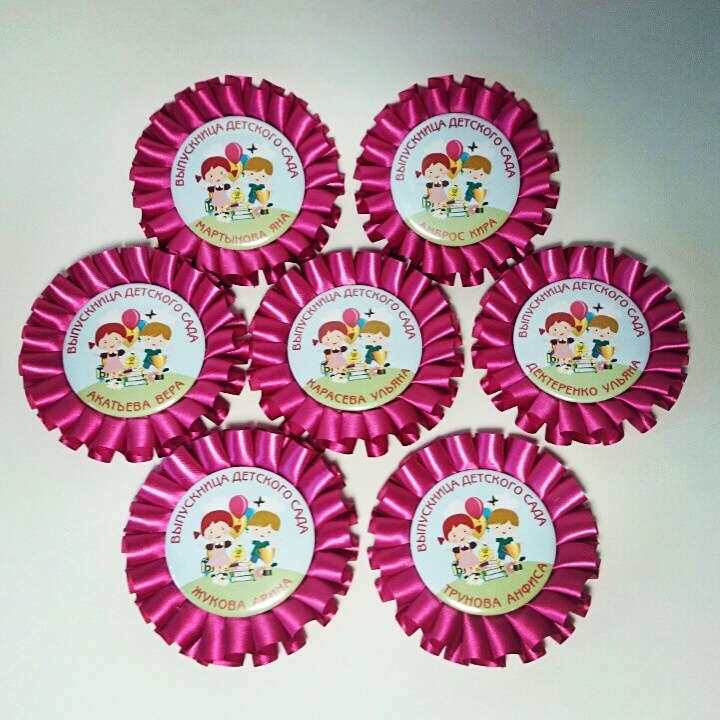 ВЫПУСКНИЦА ДЕТСКОГО САДА
МАРТЫНОВА ЯНА
ВЫПУСКНИЦА ДЕТСКОГО САДА
АМБРОС КИРА
ВЫПУСКНИЦА ДЕТСКОГО САДА
АКАТЬЕВА ВЕРА
ВЫПУСКНИЦА ДЕТСКОГО САДА
КАРАСЕВА УЛЬЯНА
ВЫПУСКНИЦА ДЕТСКОГО САДА
ДЕКТЕРЕНКО УЛЬЯНА
ВЫПУСКНИЦА ДЕТСКОГО САДА
ЖУКОВА АРИНА
ВЫПУСКНИЦА ДЕТСКОГО САДА
ТРУНОВА АНФИСА